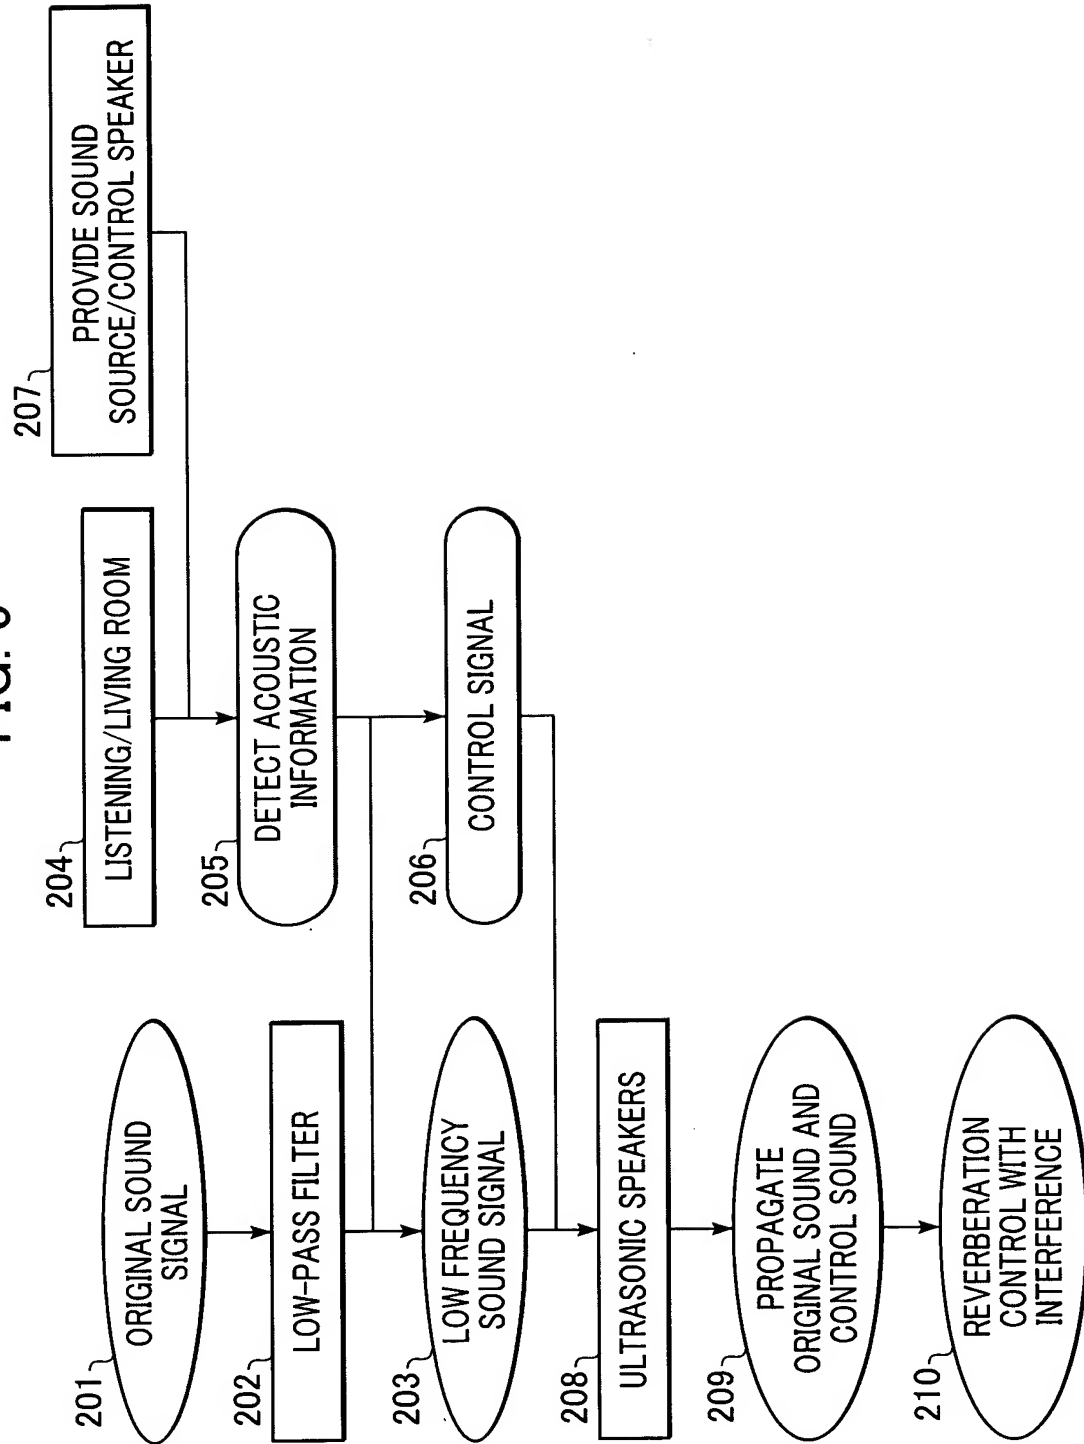 FIG.
201
ORIGINAL SOUND
SIGNAL
202
LOW-PASS FILTER
203
LOW FREQUENCY
SOUND SIGNAL
204
LISTENING/LIVING ROOM
205
DETECT ACOUSTIC
INFORMATION
206
CONTROL SIGNAL
207
PROVIDE SOUND
SOURCE/CONTROL SPEAKER
208
ULTRASONIC SPEAKERS
209
PROPAGATE
ORIGINAL SOUND AND
CONTROL SOUND
210
REVERBERATION
CONTROL WITH
INTERFERENCE